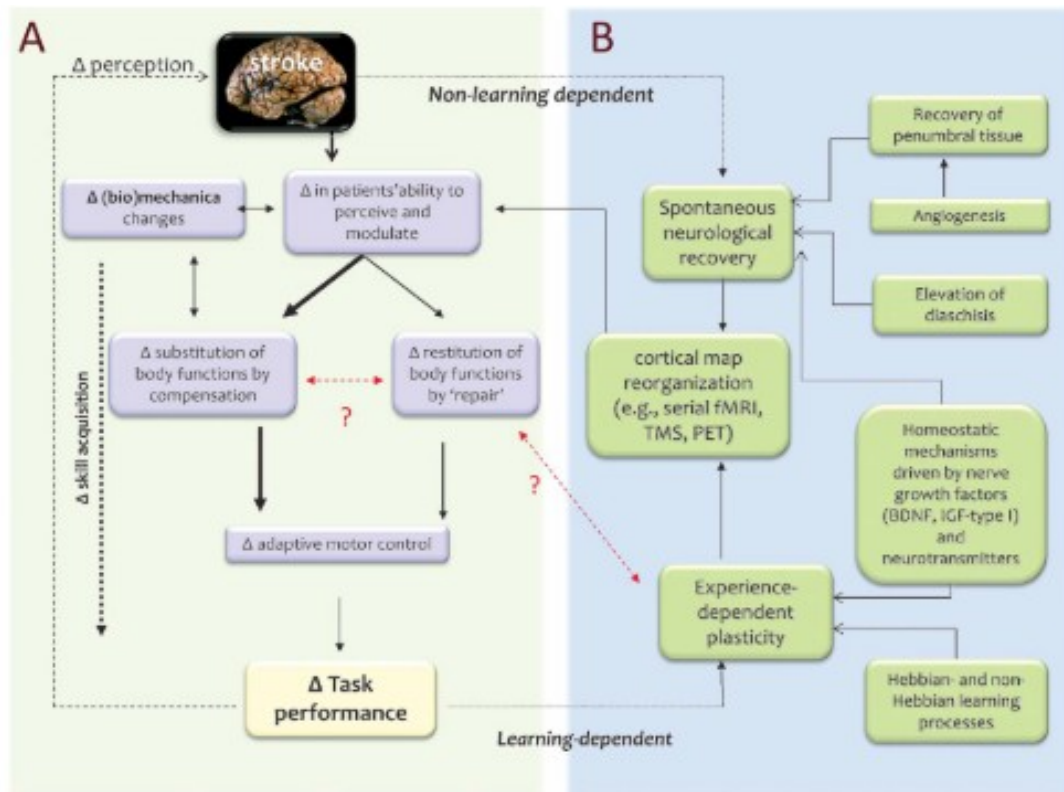 A
B
stroke
Δ perception
Non-learning dependent
Recovery of
penumbral tissue
Δ (bio)mechanica
changes
Δ in patients' ability to
perceive and
modulate
Spontaneous
neurological
recovery
Angiogenesis
Elevation of
diaschisis
Δ substitution of
body functions by
compensation
Δ restitution of
body functions
by 'repair'
?
cortical map
reorganization
(e.g., serial fMRI,
TMS, PET)
Δ skill acquisition
?
Homeostatic
mechanisms
driven by nerve
growth factors
(BDNF, IGF-type I)
and
neurotransmitters
Δ adaptive motor control
Experience-
dependent
plasticity
Δ Task
performance
Hebbian- and non-
Hebbian learning
processes
Learning-dependent